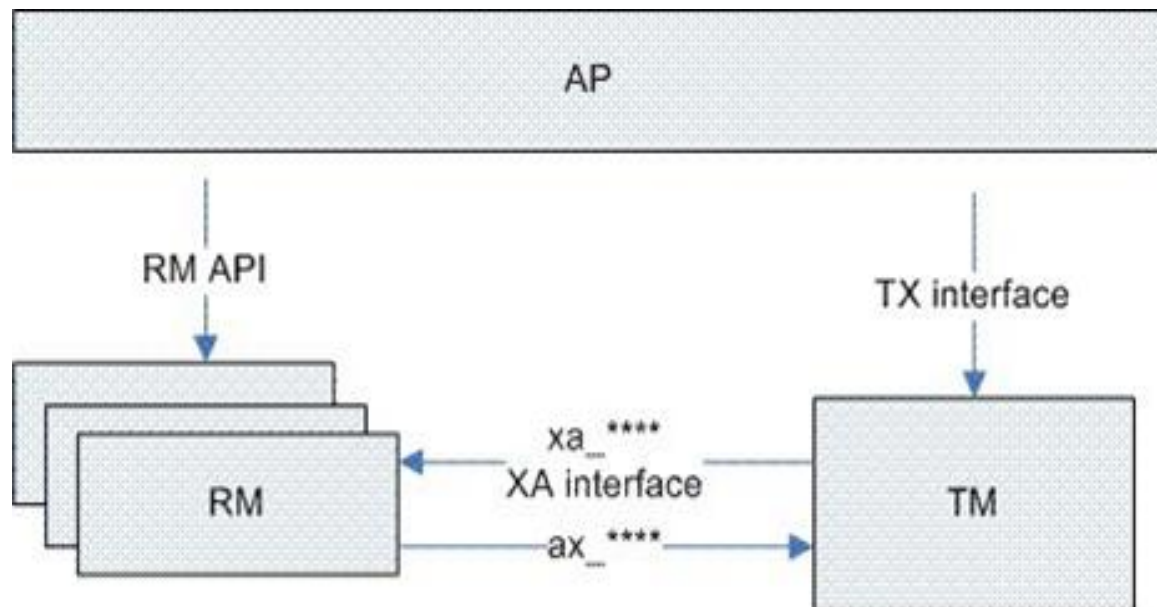 AP
RM API
TX interface
xa_****
XA interface
RM
TM
ax_****